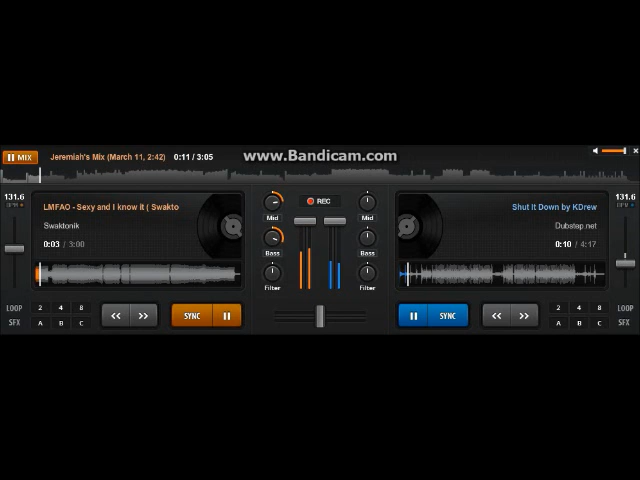 MIX
Jeremiah's Mix (March 11, 2:42) 0:11 / 3:05
www.Bandicam.com
131.6
BPM
LMFAO - Sexy and I know it ( Swakto
Swaktonik
0:03 / 3:00
REC
Mid
Bass
Filter
Mid
Bass
Filter
Shut It Down by KDrew
Dubstep.net
0:10 / 4:17
131.6
BPM
LOOP 2 4 8
SFX A B C
SYNC
SYNC
2 4 8 LOOP
A B C SFX